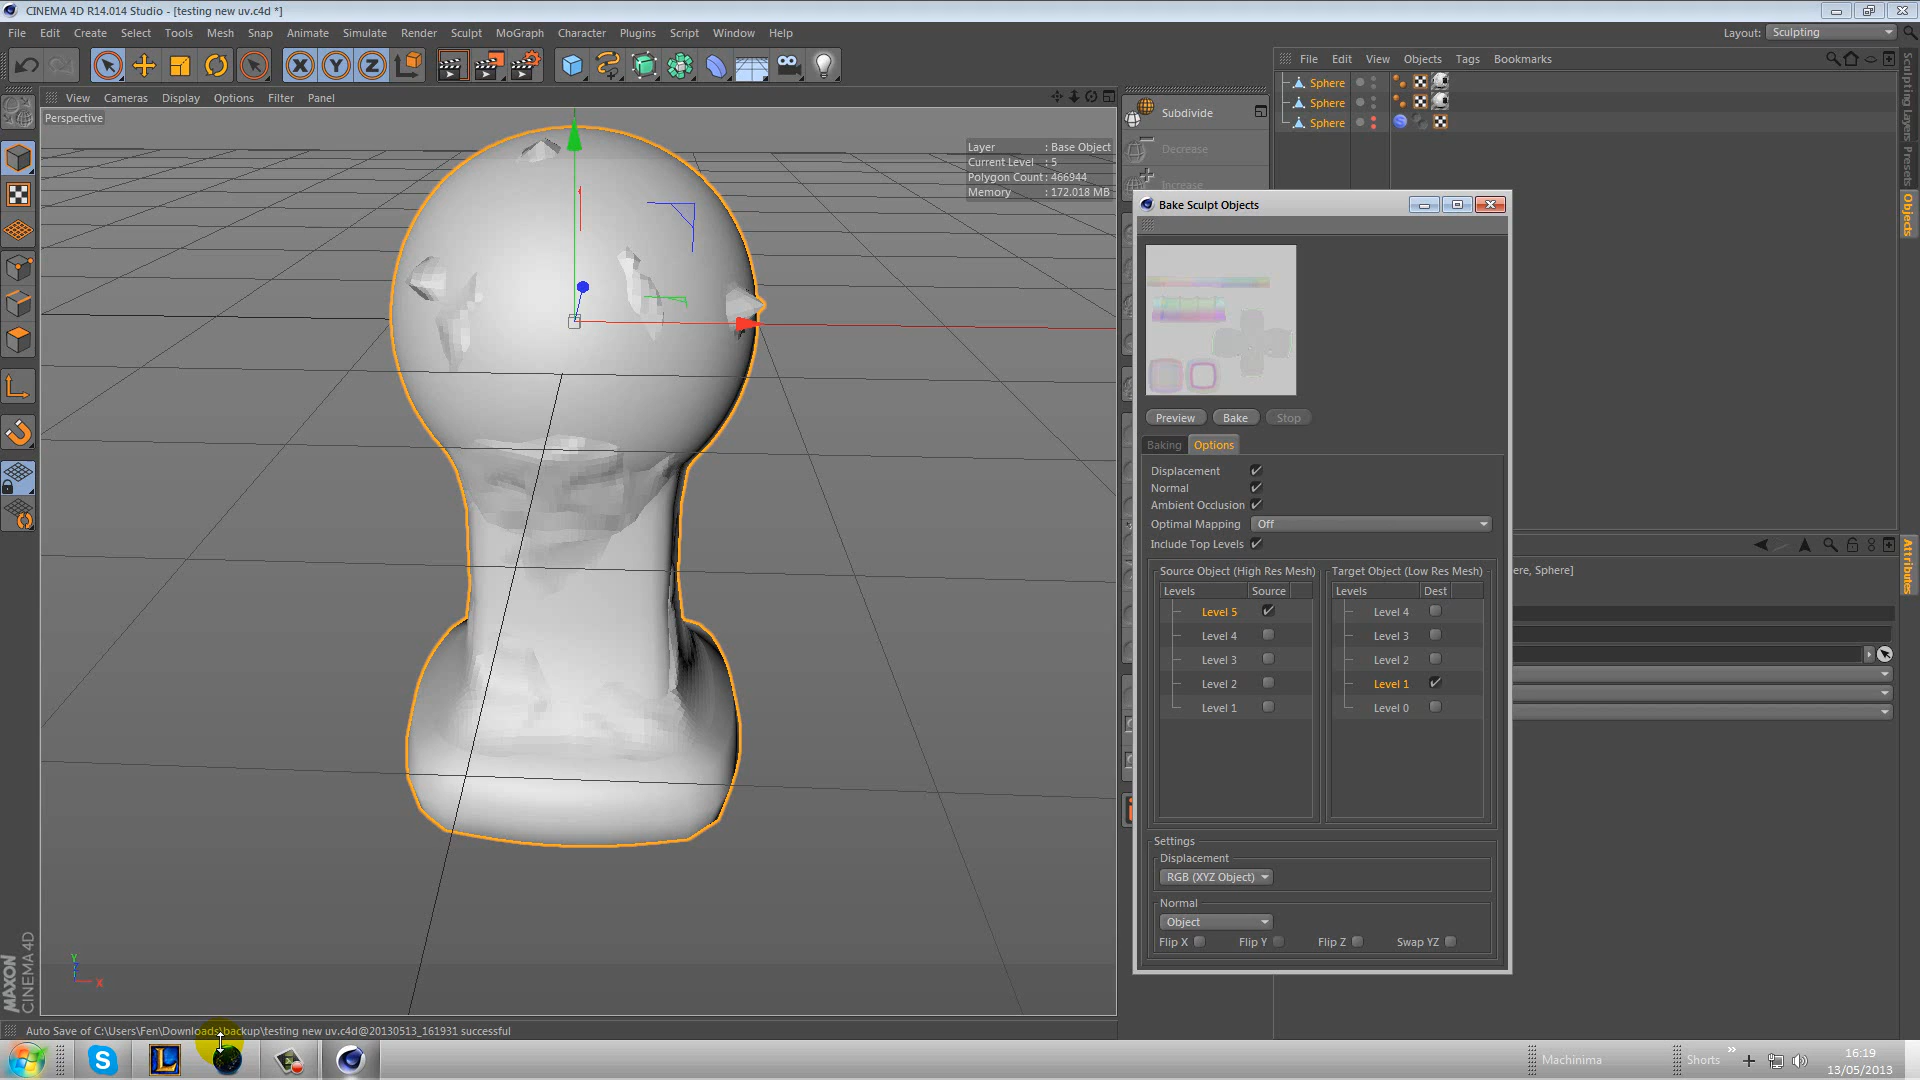 CINEMA 4D R14.014 Studio - [testing new uv.c4d *]
File Edit Create Select Tools Mesh Snap Animate Simulate Render Sculpt MoGraph Character Plugins Script Window Help
Layout: Sculpting
File Edit View Objects Tags Bookmarks
View Cameras Display Options Filter Panel
Perspective
Layer : Base Object
Current Level : 5
Polygon Count : 466944
Memory : 172.018 MB
Subdivide
Decrease
Increase
Sphere
Sphere
Sphere
Sculpting Layers
Presets
Objects
Attributes
Bake Sculpt Objects
Preview Bake Stop
Baking Options
Displacement
Normal
Ambient Occlusion
Optimal Mapping Off
Include Top Levels
Source Object (High Res Mesh) Target Object (Low Res Mesh)
Levels Source Levels Dest
Level 5 Level 4
Level 4 Level 3
Level 3 Level 2
Level 2 Level 1
Level 1 Level 0
Settings
Displacement
RGB (XYZ Object)
Normal
Object
Flip X Flip Y Flip Z Swap YZ
ere, Sphere]
Y
X
MAXON
CINEMA 4D
Auto Save of C:\Users\Fen\Downloads\backup\testing new uv.c4d@20130513_161931 successful
Machinima
Shorts
16:19
13/05/2013